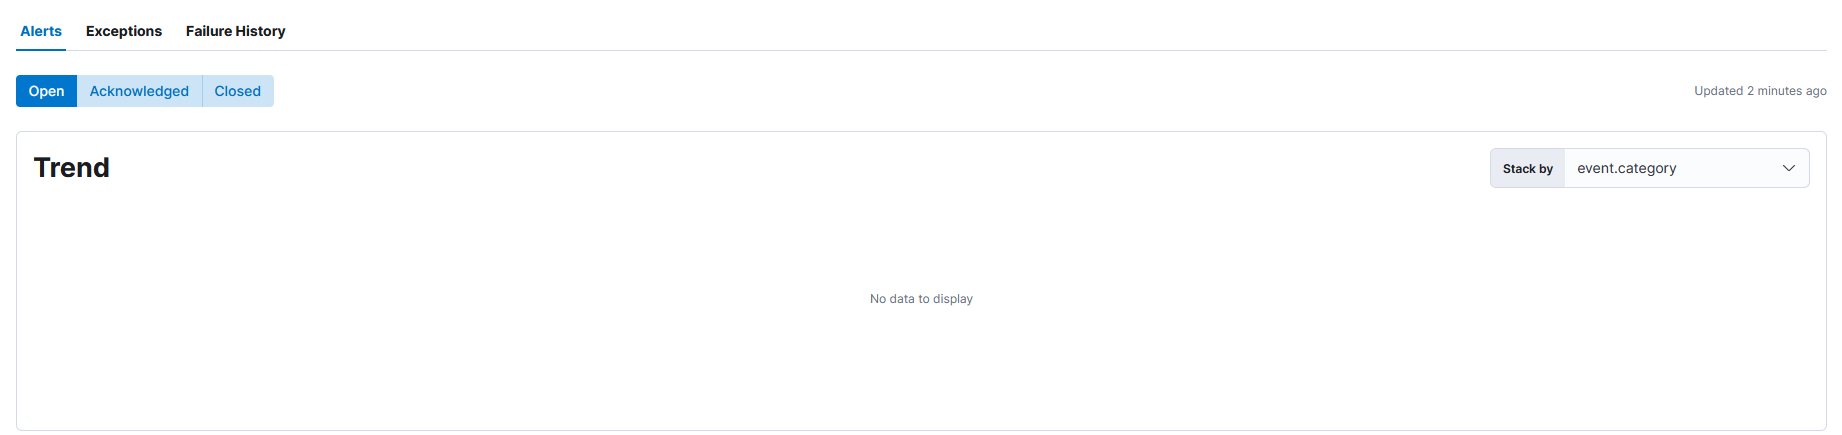 Alerts Exceptions Failure History
Open Acknowledged Closed Updated 2 minutes ago
Trend Stack by event.category
No data to display